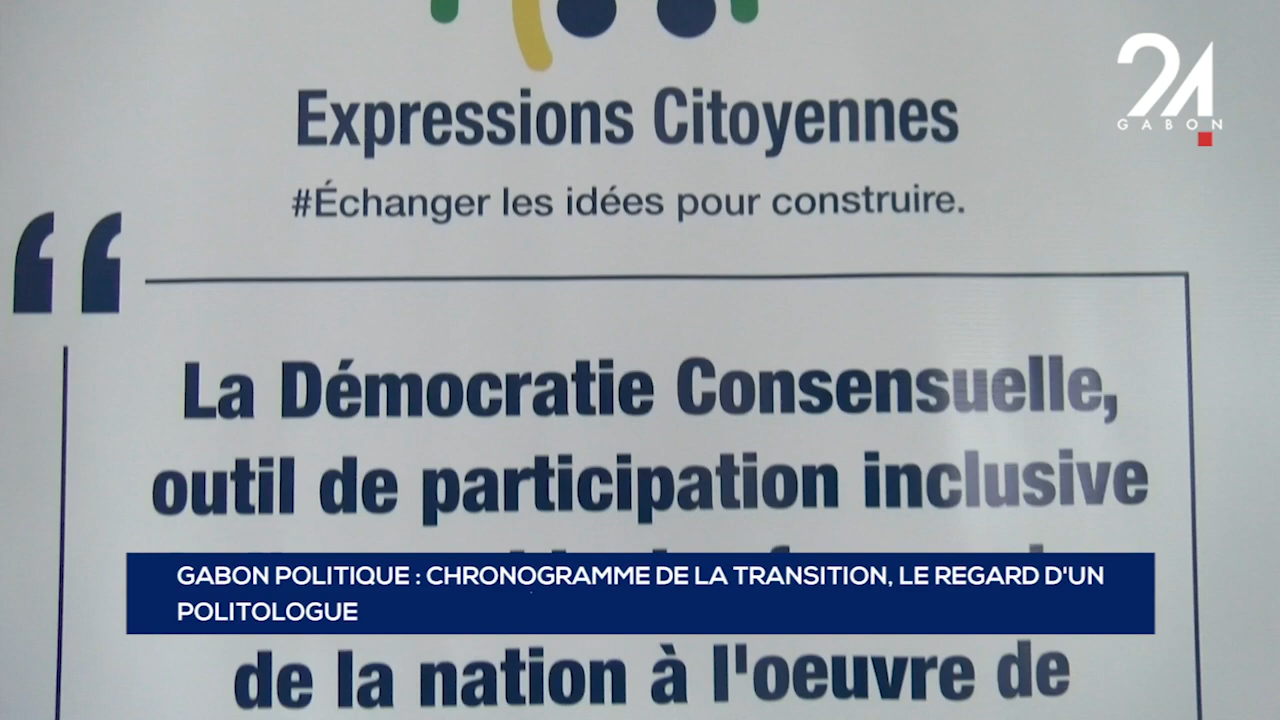 24
GABON
Expressions Citoyennes
#Échanger les idées pour construire.
“
La Démocratie Consensuelle,
outil de participation inclusive
GABON POLITIQUE : CHRONOGRAMME DE LA TRANSITION, LE REGARD D'UN
POLITOLOGUE
de la nation à l'oeuvre de